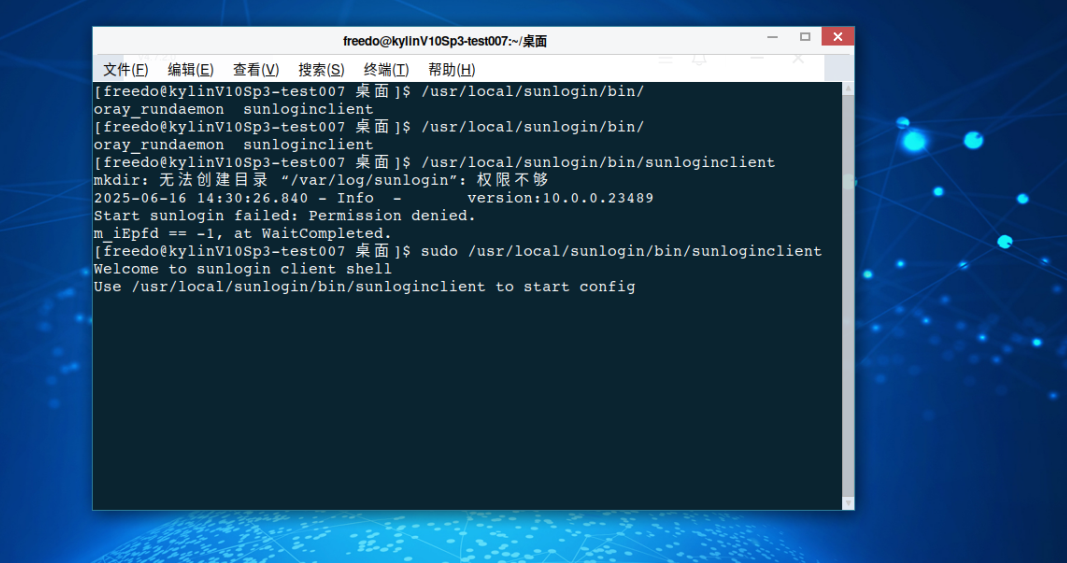 freedo@kylinV10Sp3-test007:~/桌面
文件(F) 编辑(E) 查看(V) 搜索(S) 终端(T) 帮助(H)
[freedo@kylinV10Sp3-test007 桌面]$ /usr/local/sunlogin/bin/
oray_rundaemon  sunloginclient
[freedo@kylinV10Sp3-test007 桌面]$ /usr/local/sunlogin/bin/
oray_rundaemon  sunloginclient
[freedo@kylinV10Sp3-test007 桌面]$ /usr/local/sunlogin/bin/sunloginclient
mkdir: 无法创建目录 “/var/log/sunlogin”: 权限不够
2025-06-16 14:30:26.840 - Info  -       version:10.0.0.23489
Start sunlogin failed: Permission denied.
m_iEpfd == -1, at WaitCompleted.
[freedo@kylinV10Sp3-test007 桌面]$ sudo /usr/local/sunlogin/bin/sunloginclient
Welcome to sunlogin client shell
Use /usr/local/sunlogin/bin/sunloginclient to start config